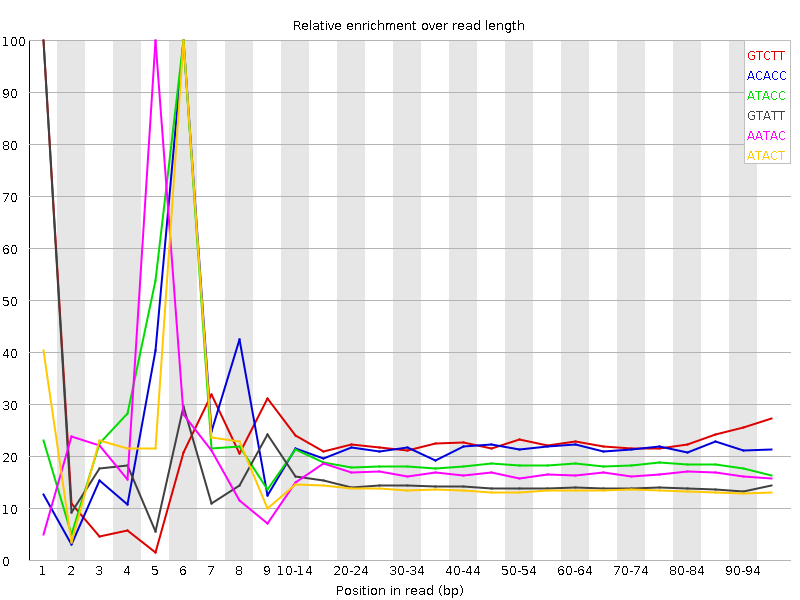 Relative enrichment over read length
100
90
80
70
60
50
40
30
20
10
0
GTCTT
ACACC
ATACC
GTATT
AATAC
ATACT
1 2 3 4 5 6 7 8 9 10-14 20-24 30-34 40-44 50-54 60-64 70-74 80-84 90-94
Position in read (bp)